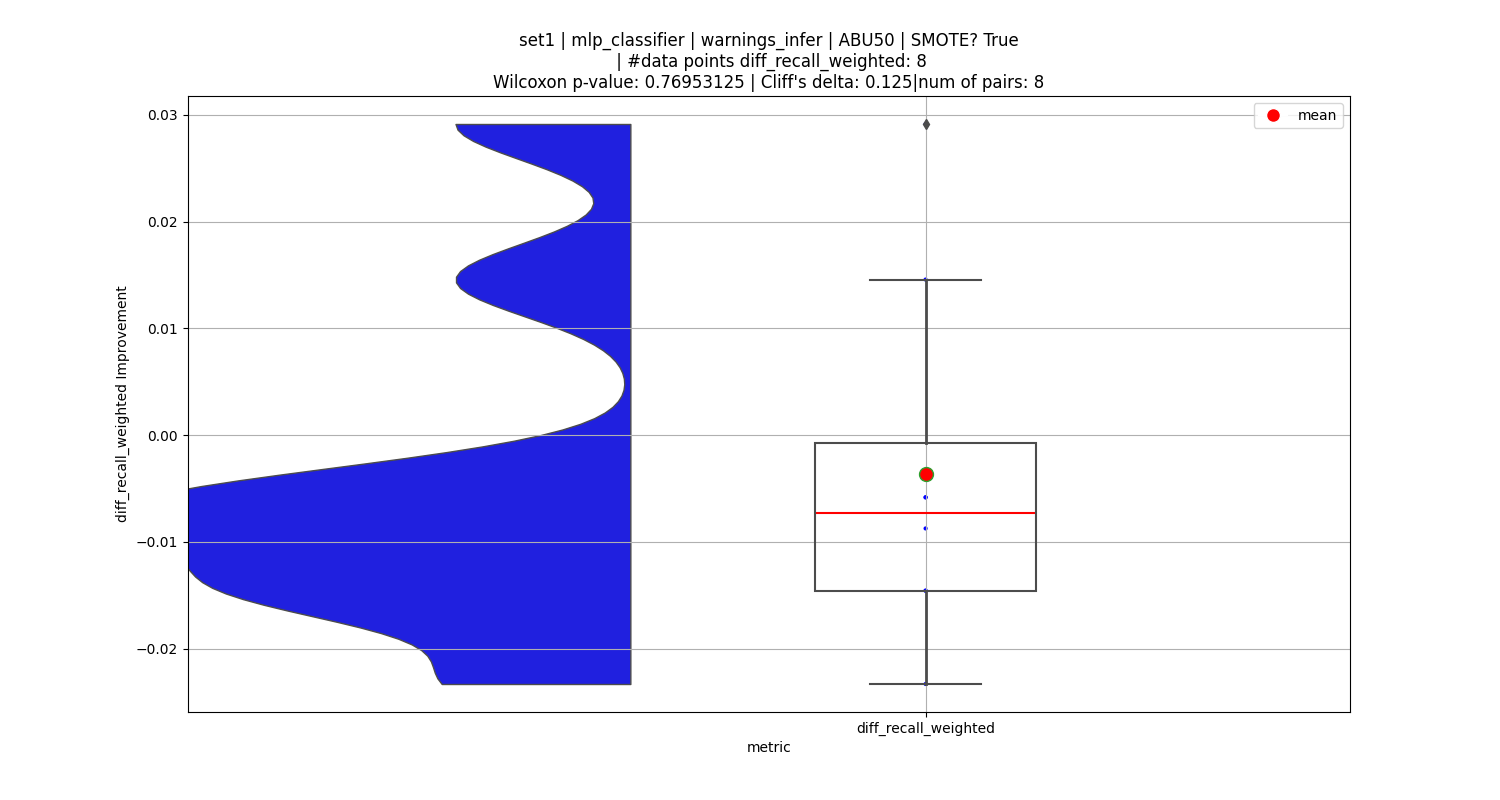 set1 | mlp_classifier | warnings_infer | ABU50 | SMOTE? True
| #data points diff_recall_weighted: 8
Wilcoxon p-value: 0.76953125 | Cliff's delta: 0.125|num of pairs: 8
mean
0.03
0.02
0.01
0.00
−0.01
−0.02
diff_recall_weighted Improvement
diff_recall_weighted
metric